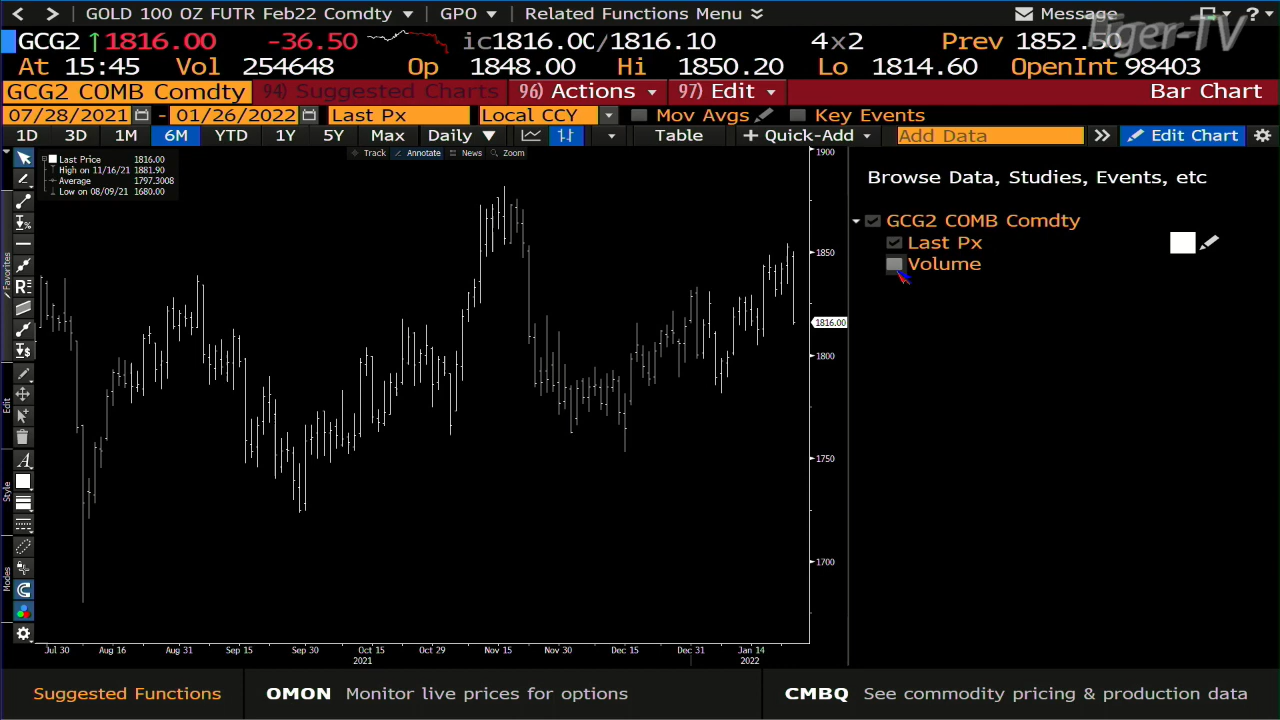 GOLD 100 OZ FUTR Feb22 Comdty GPO Related Functions Menu Message ?
GCG2 ↑1816.00 -36.50 ic1816.00/1816.10 4×2 Prev 1852.50
At 15:45 Vol 254648 Op 1848.00 Hi 1850.20 Lo 1814.60 OpenInt 98403
GCG2 COMB Comdty 94) Suggested Charts 96) Actions 97) Edit Bar Chart
07/28/2021 - 01/26/2022 Last Px Local CCY Mov Avgs Key Events
1D 3D 1M 6M YTD 1Y 5Y Max Daily Table + Quick-Add Add Data Edit Chart
Track Annotate News Zoom
Last Price 1816.00
High on 11/16/21 1881.90
Average 1797.3008
Low on 08/09/21 1680.00
Browse Data, Studies, Events, etc
GCG2 COMB Comdty
Last Px
Volume
1900
1850
1816.00
1800
1750
1700
Favorites
Edit
Style
Modes
Jul 30 Aug 16 Aug 31 Sep 15 Sep 30 Oct 15 Oct 29 Nov 15 Nov 30 Dec 15 Dec 31 Jan 14
2021 2022
Suggested Functions OMON Monitor live prices for options CMBQ See commodity pricing & production data